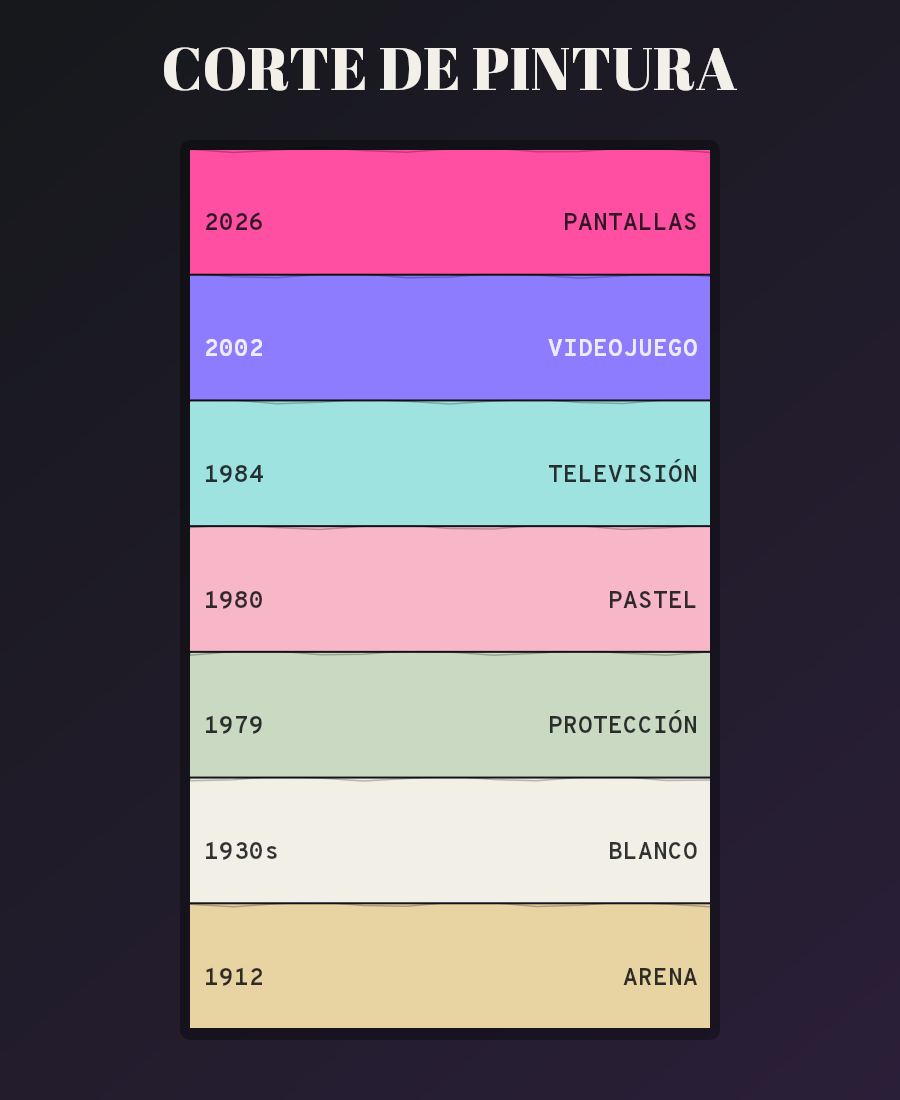 CORTE DE PINTURA
2026 PANTALLAS
2002 VIDEOJUEGO
1984 TELEVISIÓN
1980 PASTEL
1979 PROTECCIÓN
1930s BLANCO
1912 ARENA